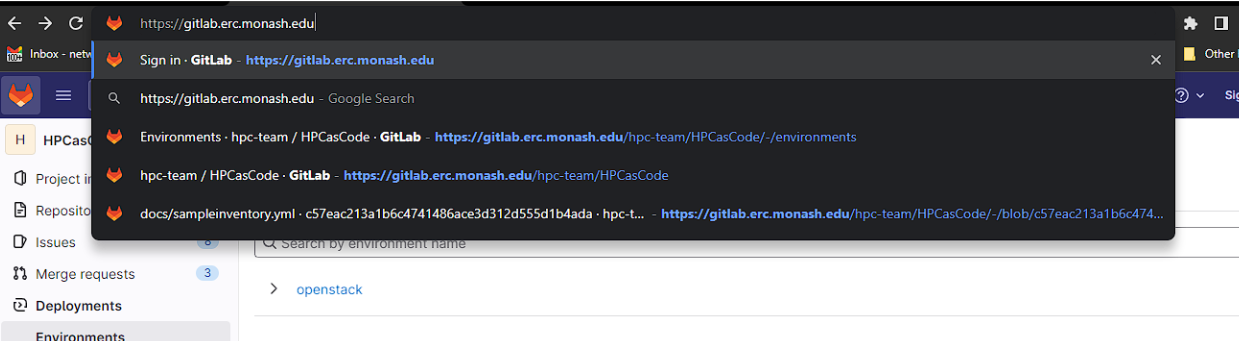 https://gitlab.erc.monash.edu
Inbox - netw
Other
Sign in · GitLab - https://gitlab.erc.monash.edu
https://gitlab.erc.monash.edu - Google Search
Environments · hpc-team / HPCasCode · GitLab - https://gitlab.erc.monash.edu/hpc-team/HPCasCode/-/environments
hpc-team / HPCasCode · GitLab - https://gitlab.erc.monash.edu/hpc-team/HPCasCode
docs/sampleinventory.yml · c57eac213a1b6c4741486ace3d312d555d1b4ada · hpc-t... - https://gitlab.erc.monash.edu/hpc-team/HPCasCode/-/blob/c57eac213a1b6c474...
Sig
H HPCasC
Project in
Reposito
Issues 8
Merge requests 3
Deployments
Environments
Search by environment name
openstack